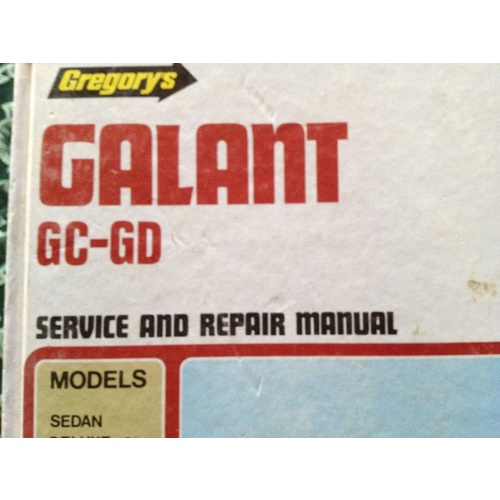 Gregory's
GALANT
GC-GD
SERVICE AND REPAIR MANUAL
MODELS
SEDAN